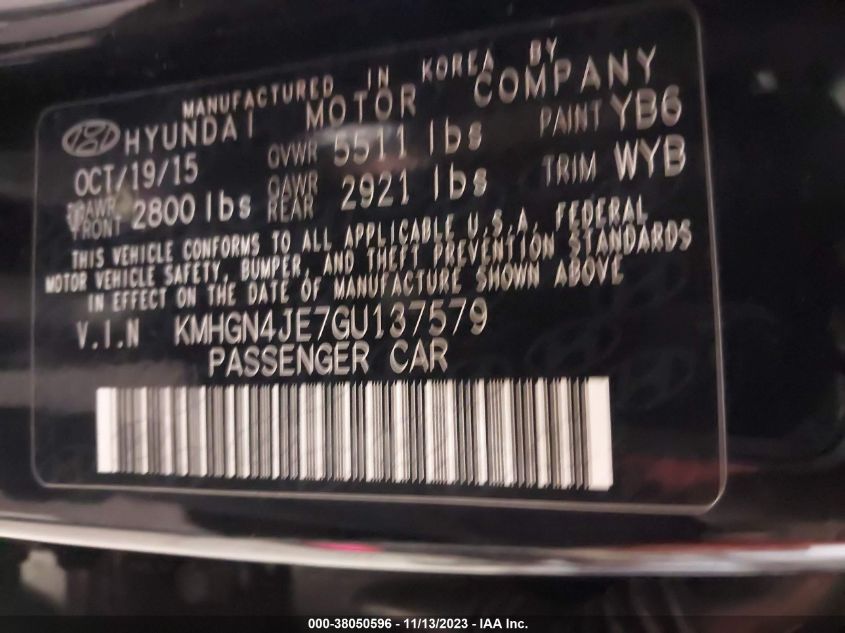 MANUFACTURED IN KOREA BY
HYUNDAI MOTOR COMPANY
OCT/19/15 GVWR 5511 lbs PAINT YB6
GAWR FRONT 2800 lbs GAWR REAR 2921 lbs TRIM WYB
THIS VEHICLE CONFORMS TO ALL APPLICABLE U.S.A. FEDERAL
MOTOR VEHICLE SAFETY, BUMPER, AND THEFT PREVENTION STANDARDS
IN EFFECT ON THE DATE OF MANUFACTURE SHOWN ABOVE
V.I.N KMHGN4JE7GU137579
PASSENGER CAR
000-38050596 - 11/13/2023 - IAA Inc.